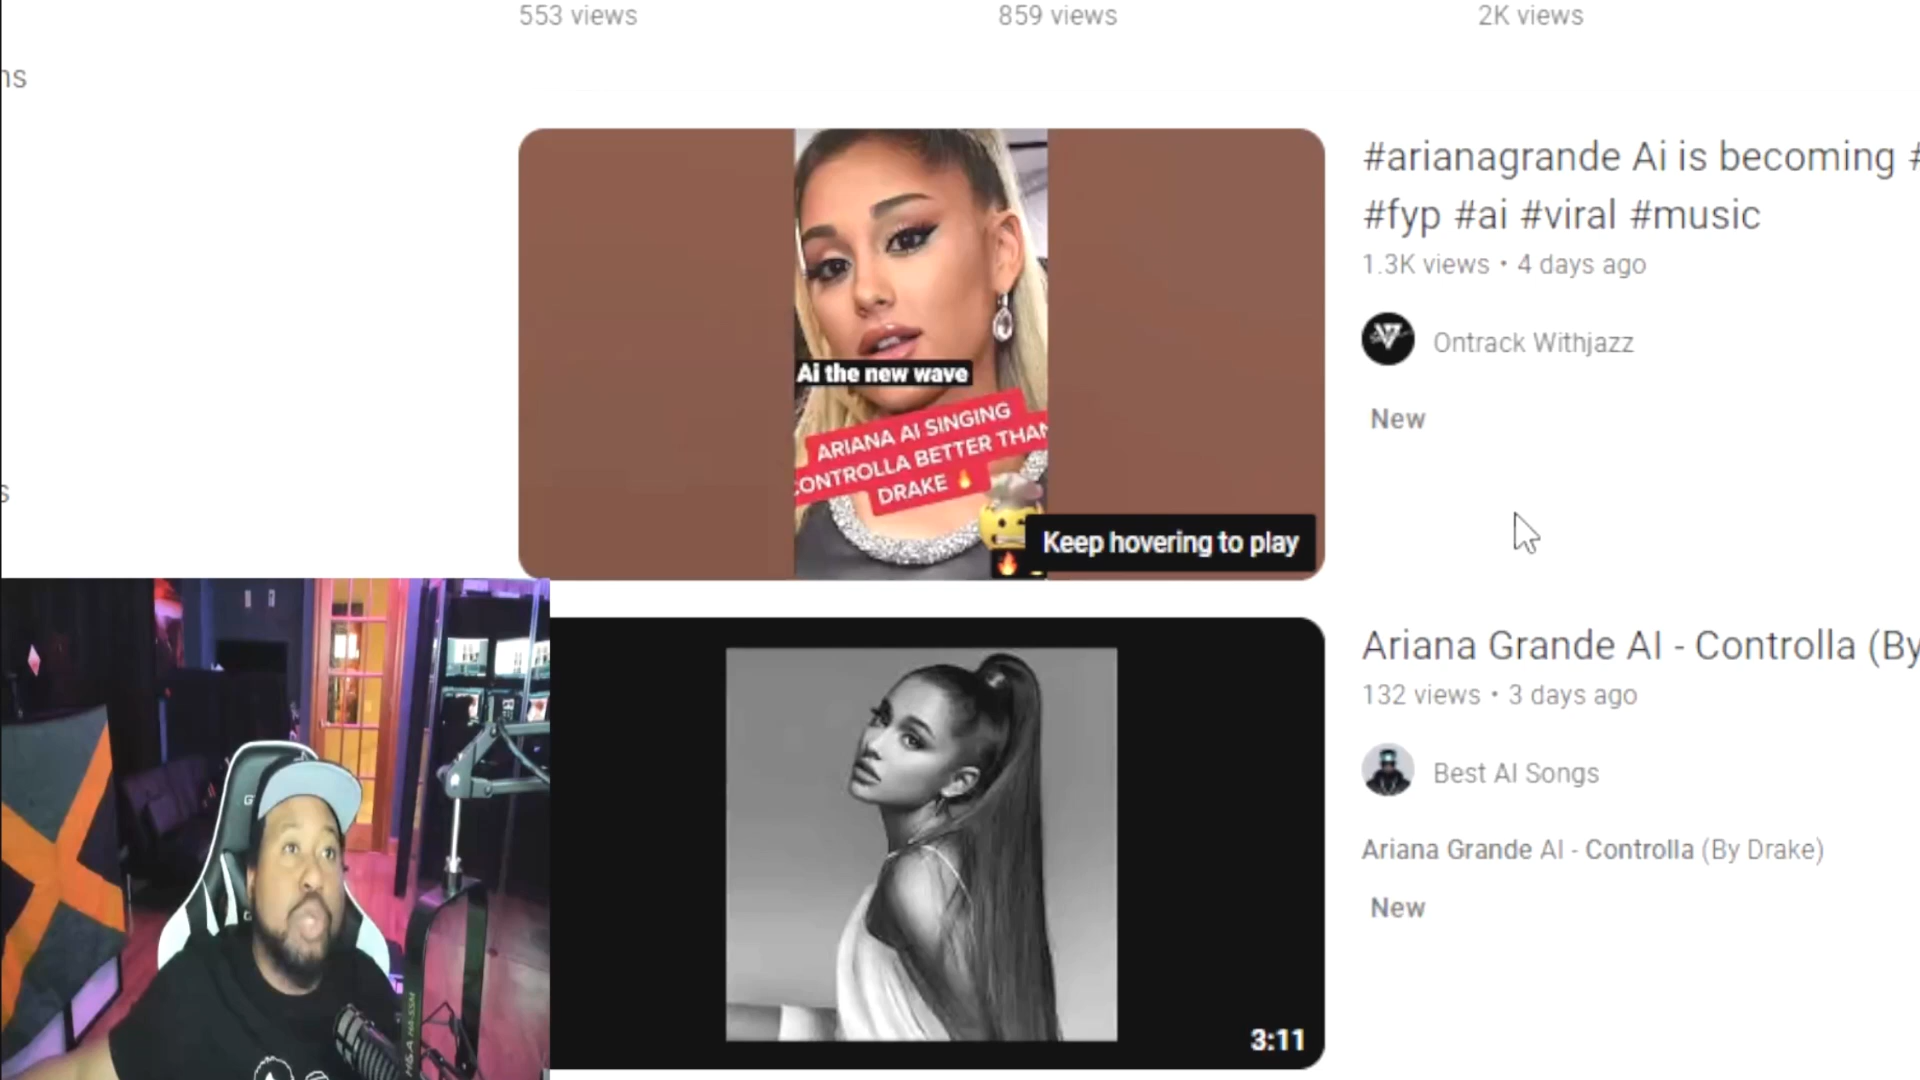 553 views
859 views
2K views
ns
#arianagrande Ai is becoming #
#fyp #ai #viral #music
1.3K views • 4 days ago
Ontrack Withjazz
New
Ai the new wave
ARIANA AI SINGING
CONTROLLA BETTER THAN
DRAKE 🔥
Keep hovering to play
s
Ariana Grande AI - Controlla (By
132 views • 3 days ago
Best AI Songs
Ariana Grande AI - Controlla (By Drake)
New
3:11